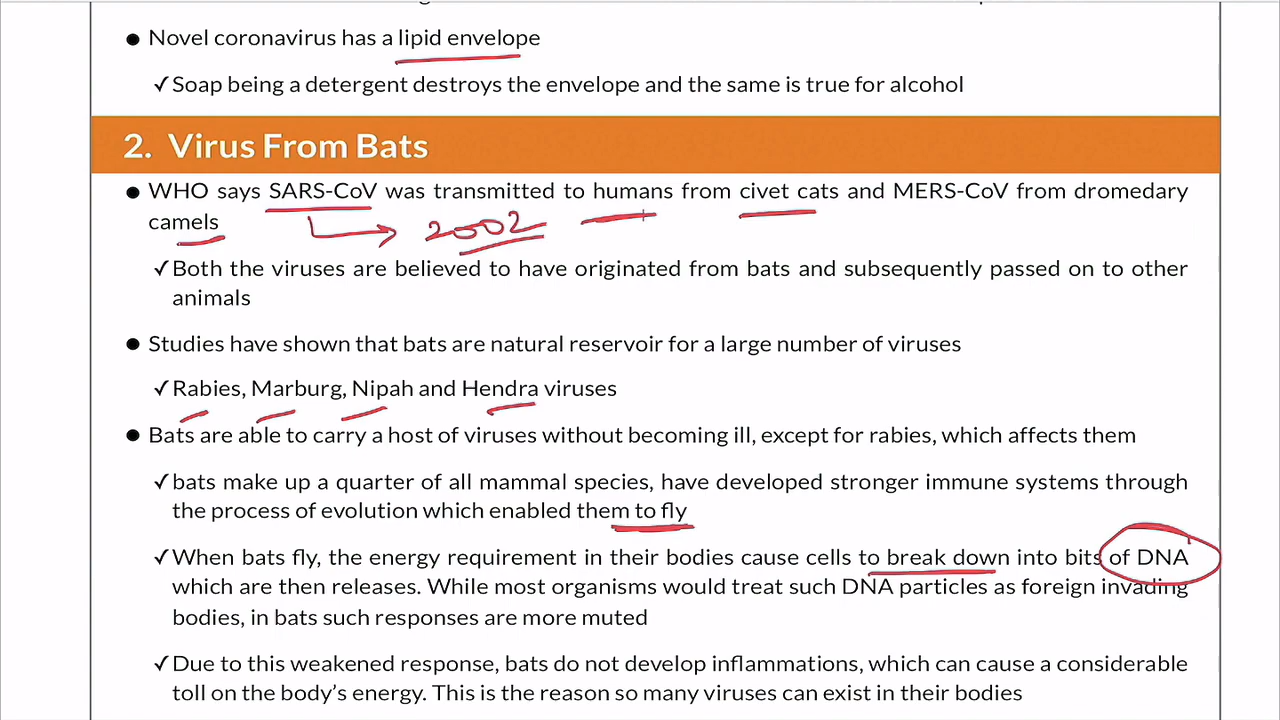 ● Novel coronavirus has a lipid envelope
✓Soap being a detergent destroys the envelope and the same is true for alcohol
2. Virus From Bats
● WHO says SARS-CoV was transmitted to humans from civet cats and MERS-CoV from dromedary
camels
2002
✓Both the viruses are believed to have originated from bats and subsequently passed on to other
animals
● Studies have shown that bats are natural reservoir for a large number of viruses
✓Rabies, Marburg, Nipah and Hendra viruses
● Bats are able to carry a host of viruses without becoming ill, except for rabies, which affects them
✓bats make up a quarter of all mammal species, have developed stronger immune systems through
the process of evolution which enabled them to fly
✓When bats fly, the energy requirement in their bodies cause cells to break down into bits of DNA
which are then releases. While most organisms would treat such DNA particles as foreign invading
bodies, in bats such responses are more muted
✓Due to this weakened response, bats do not develop inflammations, which can cause a considerable
toll on the body's energy. This is the reason so many viruses can exist in their bodies